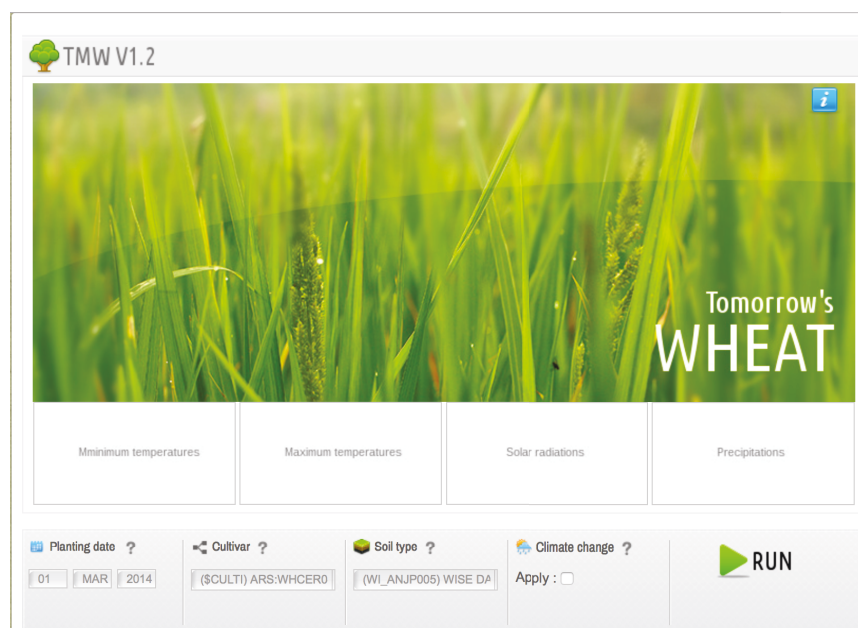 TMW V1.2
i
Tomorrow's
WHEAT
Mminimum temperatures
Maximum temperatures
Solar radiations
Precipitations
Planting date ?
Cultivar ?
Soil type ?
Climate change ?
RUN
01 MAR 2014
($CULTI) ARS:WHCER0
(WI_ANJP005) WISE DA
Apply :